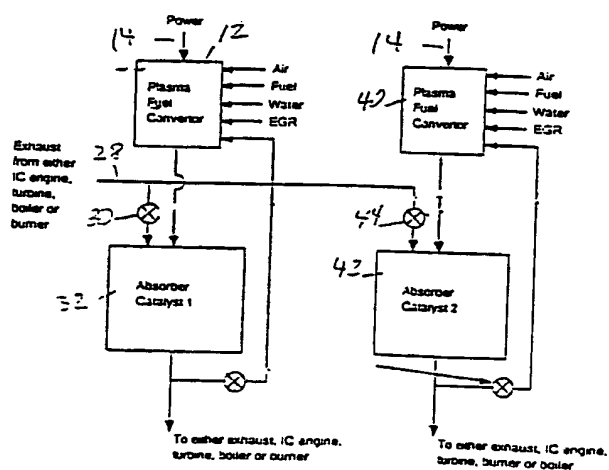 Power
14
12
Plasma
Fuel
Convertor
Air
Fuel
Water
EGR
Exhaust
from either
IC engine,
turbine,
boiler or
burner
28
30
Absorber
Catalyst 1
32
To either exhaust, IC engine,
turbine, boiler or burner
Power
14
40
Plasma
Fuel
Convertor
Air
Fuel
Water
EGR
44
42
Absorber
Catalyst 2
To either exhaust, IC engine,
turbine, burner or boiler